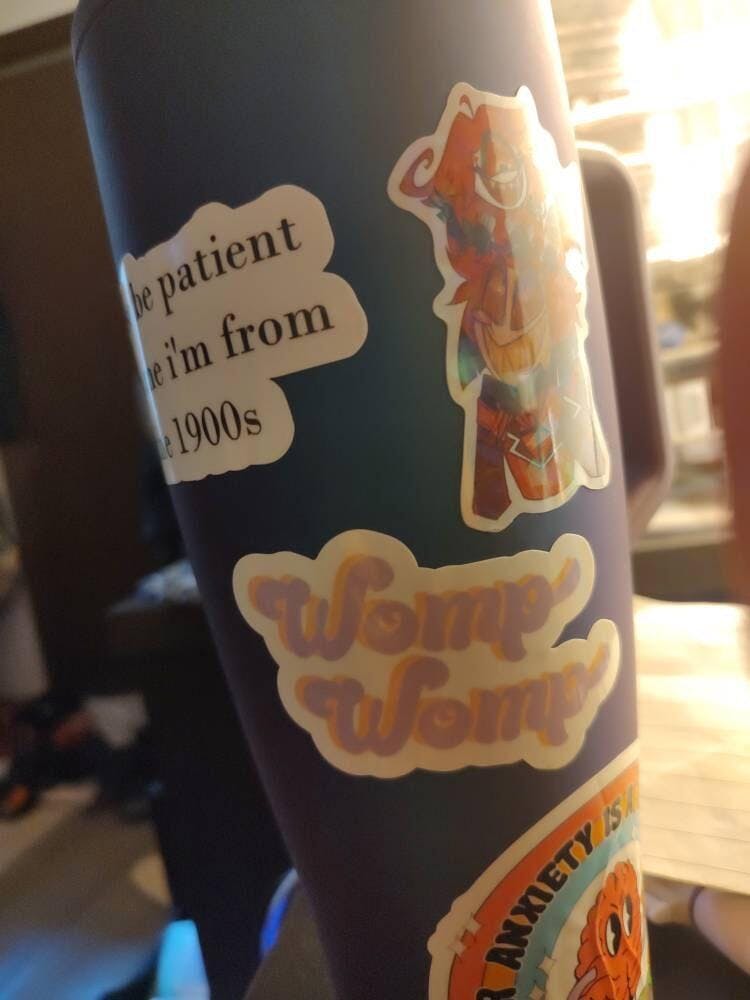 be patient
i'm from
1900s
Womp
Womp
ANXIETY IS